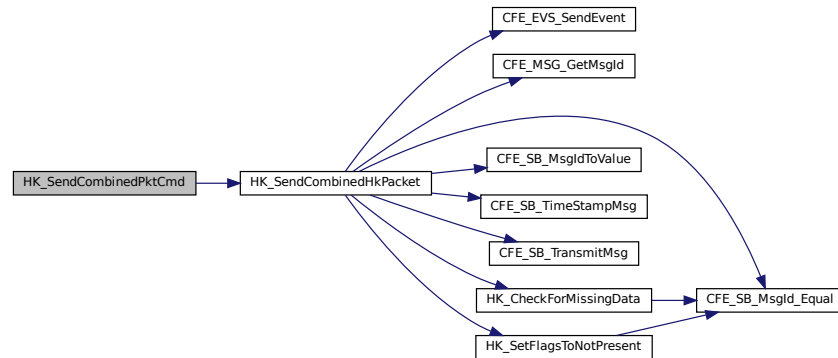 HK_SendCombinedPktCmd
HK_SendCombinedHkPacket
CFE_EVS_SendEvent
CFE_MSG_GetMsgId
CFE_SB_MsgIdToValue
CFE_SB_TimeStampMsg
CFE_SB_TransmitMsg
HK_CheckForMissingData
HK_SetFlagsToNotPresent
CFE_SB_MsgId_Equal